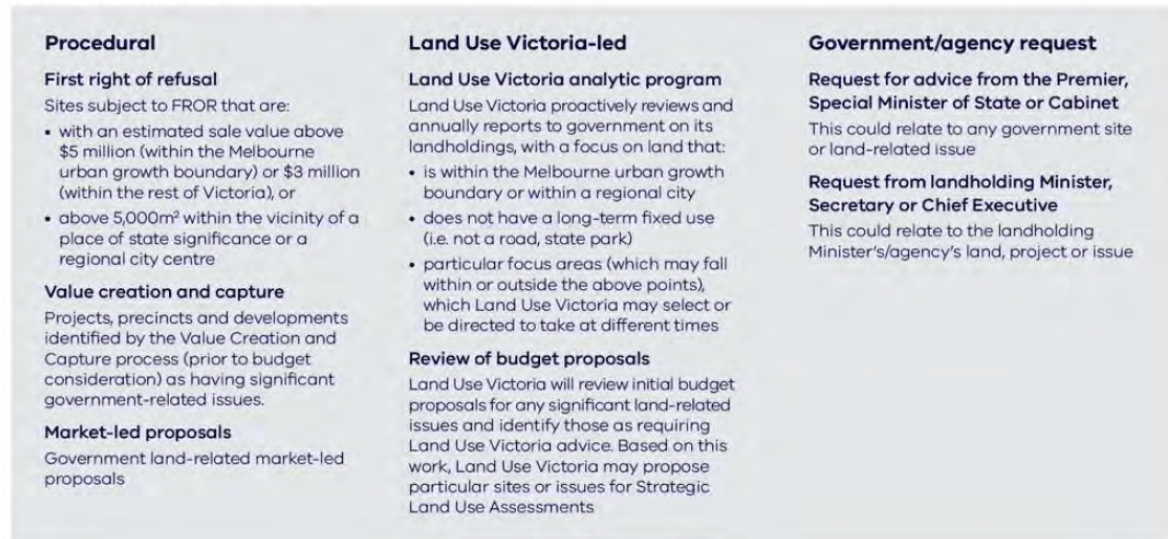 Procedural
First right of refusal
Sites subject to FROR that are:
• with an estimated sale value above
$5 million (within the Melbourne
urban growth boundary) or $3 million
(within the rest of Victoria), or
• above 5,000m² within the vicinity of a
place of state significance or a
regional city centre
Value creation and capture
Projects, precincts and developments
identified by the Value Creation and
Capture process (prior to budget
consideration) as having significant
government-related issues.
Market-led proposals
Government land-related market-led
proposals
Land Use Victoria-led
Land Use Victoria analytic program
Land Use Victoria proactively reviews and
annually reports to government on its
landholdings, with a focus on land that:
• is within the Melbourne urban growth
boundary or within a regional city
• does not have a long-term fixed use
(i.e. not a road, state park)
• particular focus areas (which may fall
within or outside the above points),
which Land Use Victoria may select or
be directed to take at different times
Review of budget proposals
Land Use Victoria will review initial budget
proposals for any significant land-related
issues and identify those as requiring
Land Use Victoria advice. Based on this
work, Land Use Victoria may propose
particular sites or issues for Strategic
Land Use Assessments
Government/agency request
Request for advice from the Premier,
Special Minister of State or Cabinet
This could relate to any government site
or land-related issue
Request from landholding Minister,
Secretary or Chief Executive
This could relate to the landholding
Minister's/agency's land, project or issue